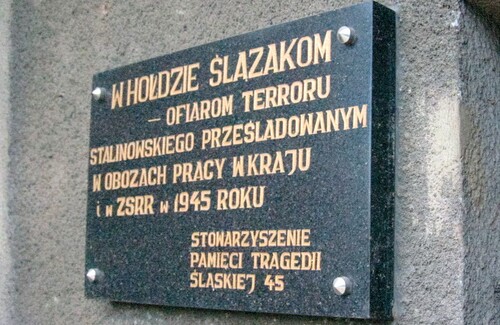 W HOŁDZIE ŚLĄZAKOM
– OFIAROM TERRORU
STALINOWSKIEGO PRZEŚLADOWANYM
W OBOZACH PRACY W KRAJU
i w ZSRR w 1945 ROKU
STOWARZYSZENIE
PAMIĘCI TRAGEDII
ŚLĄSKIEJ 45